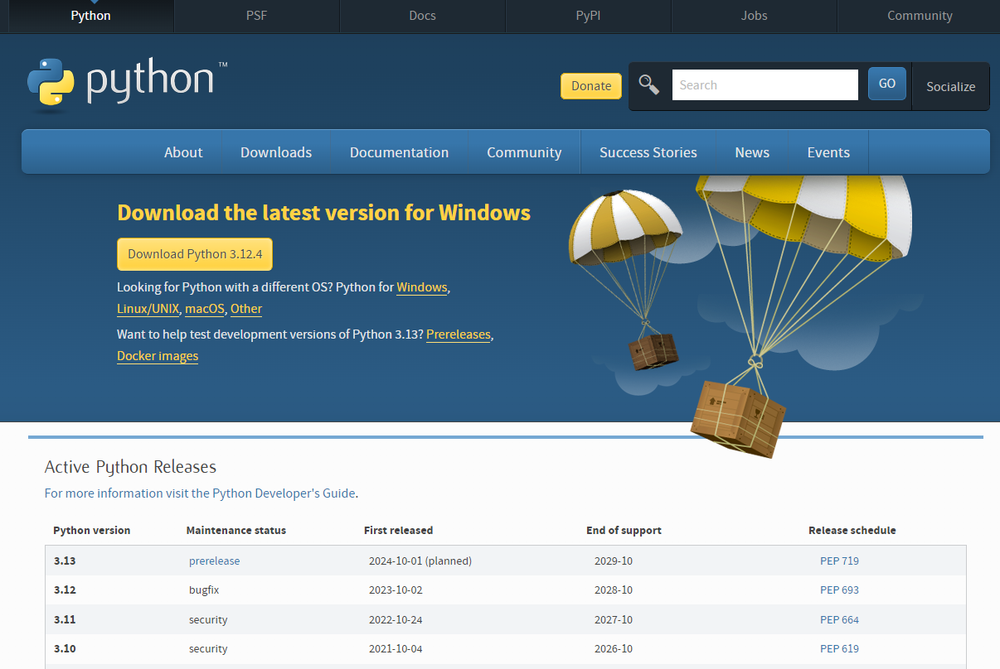 Python PSF Docs PyPI Jobs Community
python™
Donate Search GO Socialize
About Downloads Documentation Community Success Stories News Events
Download the latest version for Windows
Download Python 3.12.4
Looking for Python with a different OS? Python for Windows,
Linux/UNIX, macOS, Other
Want to help test development versions of Python 3.13? Prereleases,
Docker images
Active Python Releases
For more information visit the Python Developer's Guide.
Python version Maintenance status First released End of support Release schedule
3.13 prerelease 2024-10-01 (planned) 2029-10 PEP 719
3.12 bugfix 2023-10-02 2028-10 PEP 693
3.11 security 2022-10-24 2027-10 PEP 664
3.10 security 2021-10-04 2026-10 PEP 619